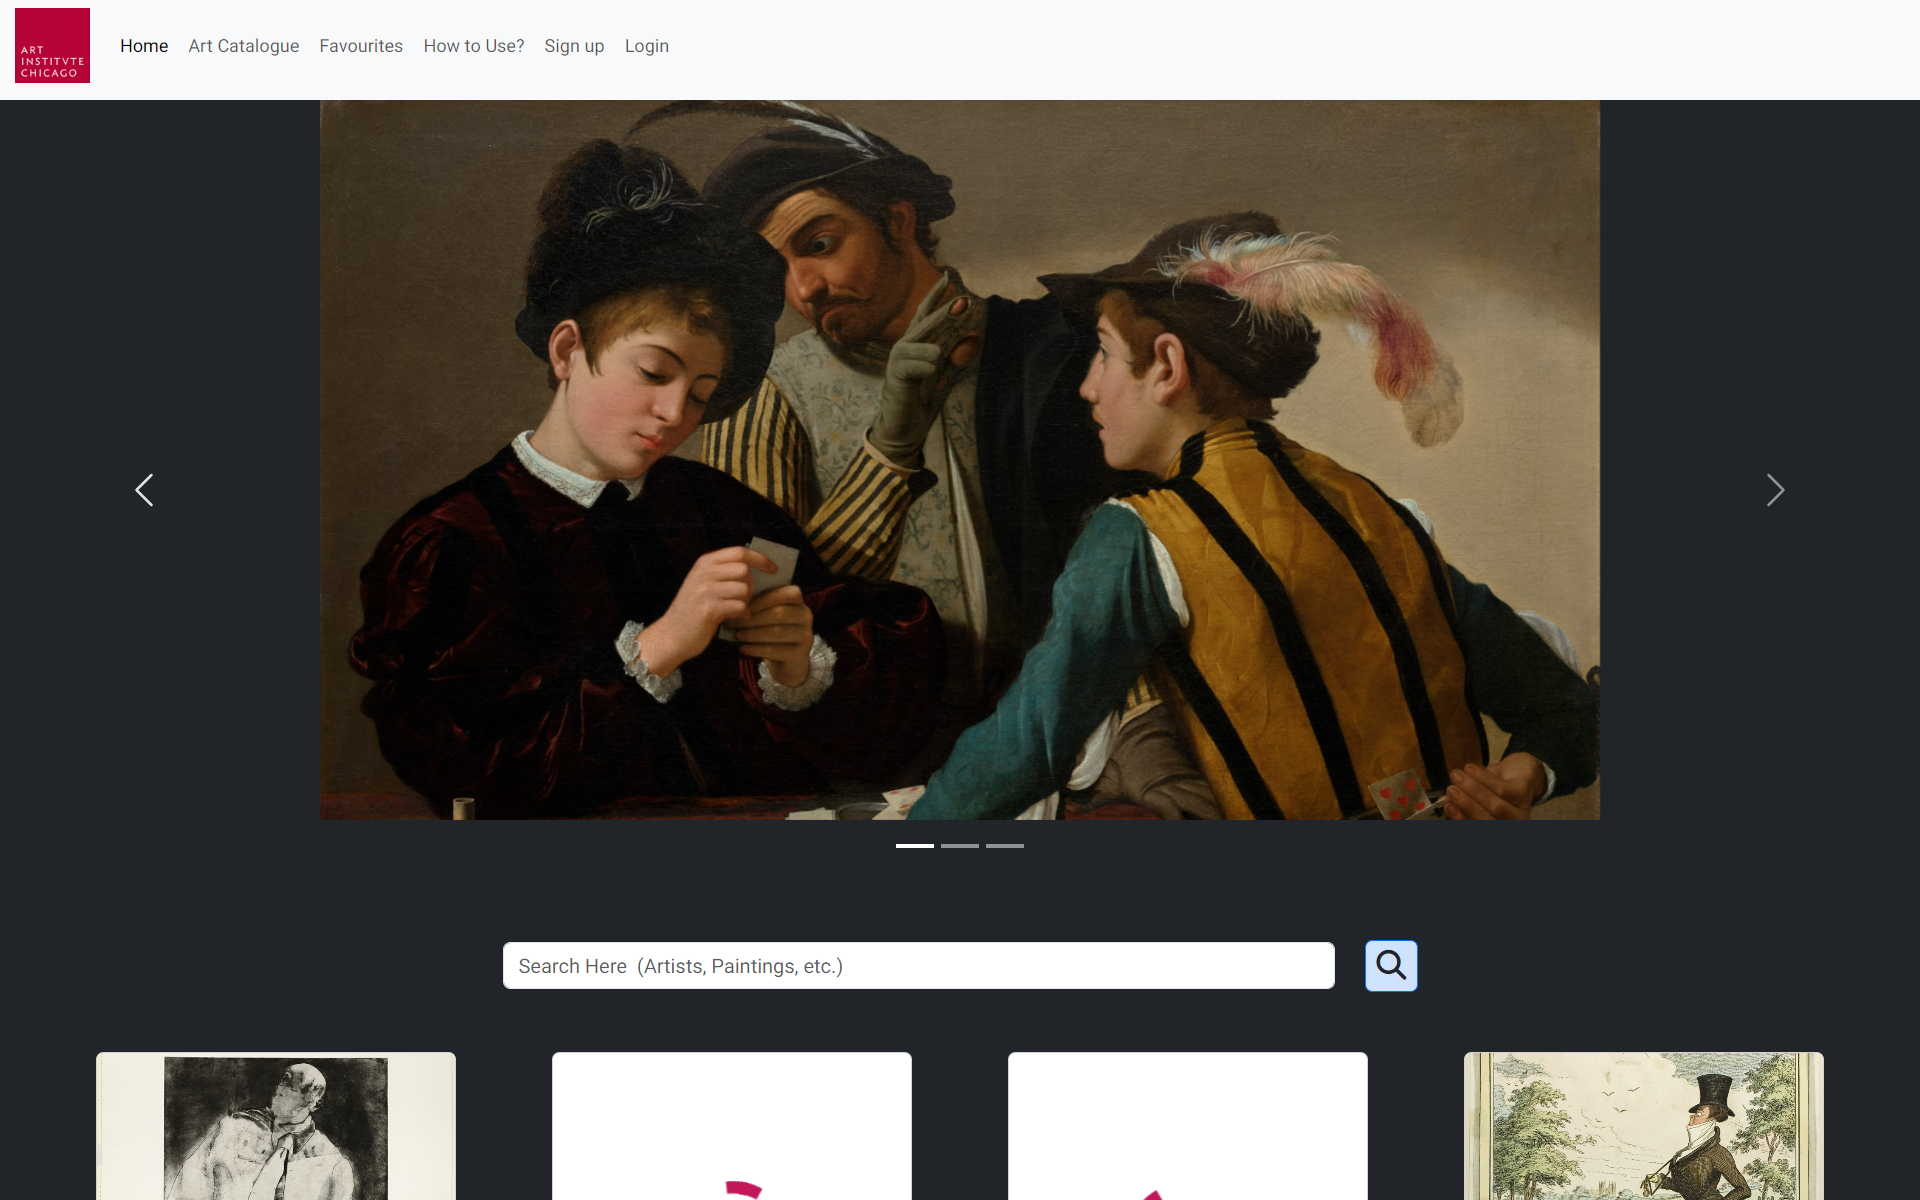 ART
INSTITVTE
CHICAGO
Home Art Catalogue Favourites How to Use? Sign up Login
Search Here (Artists, Paintings, etc.)